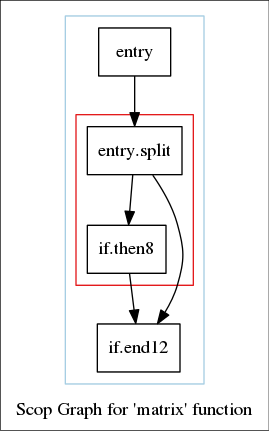 entry
entry.split
if.then8
if.end12
Scop Graph for 'matrix' function